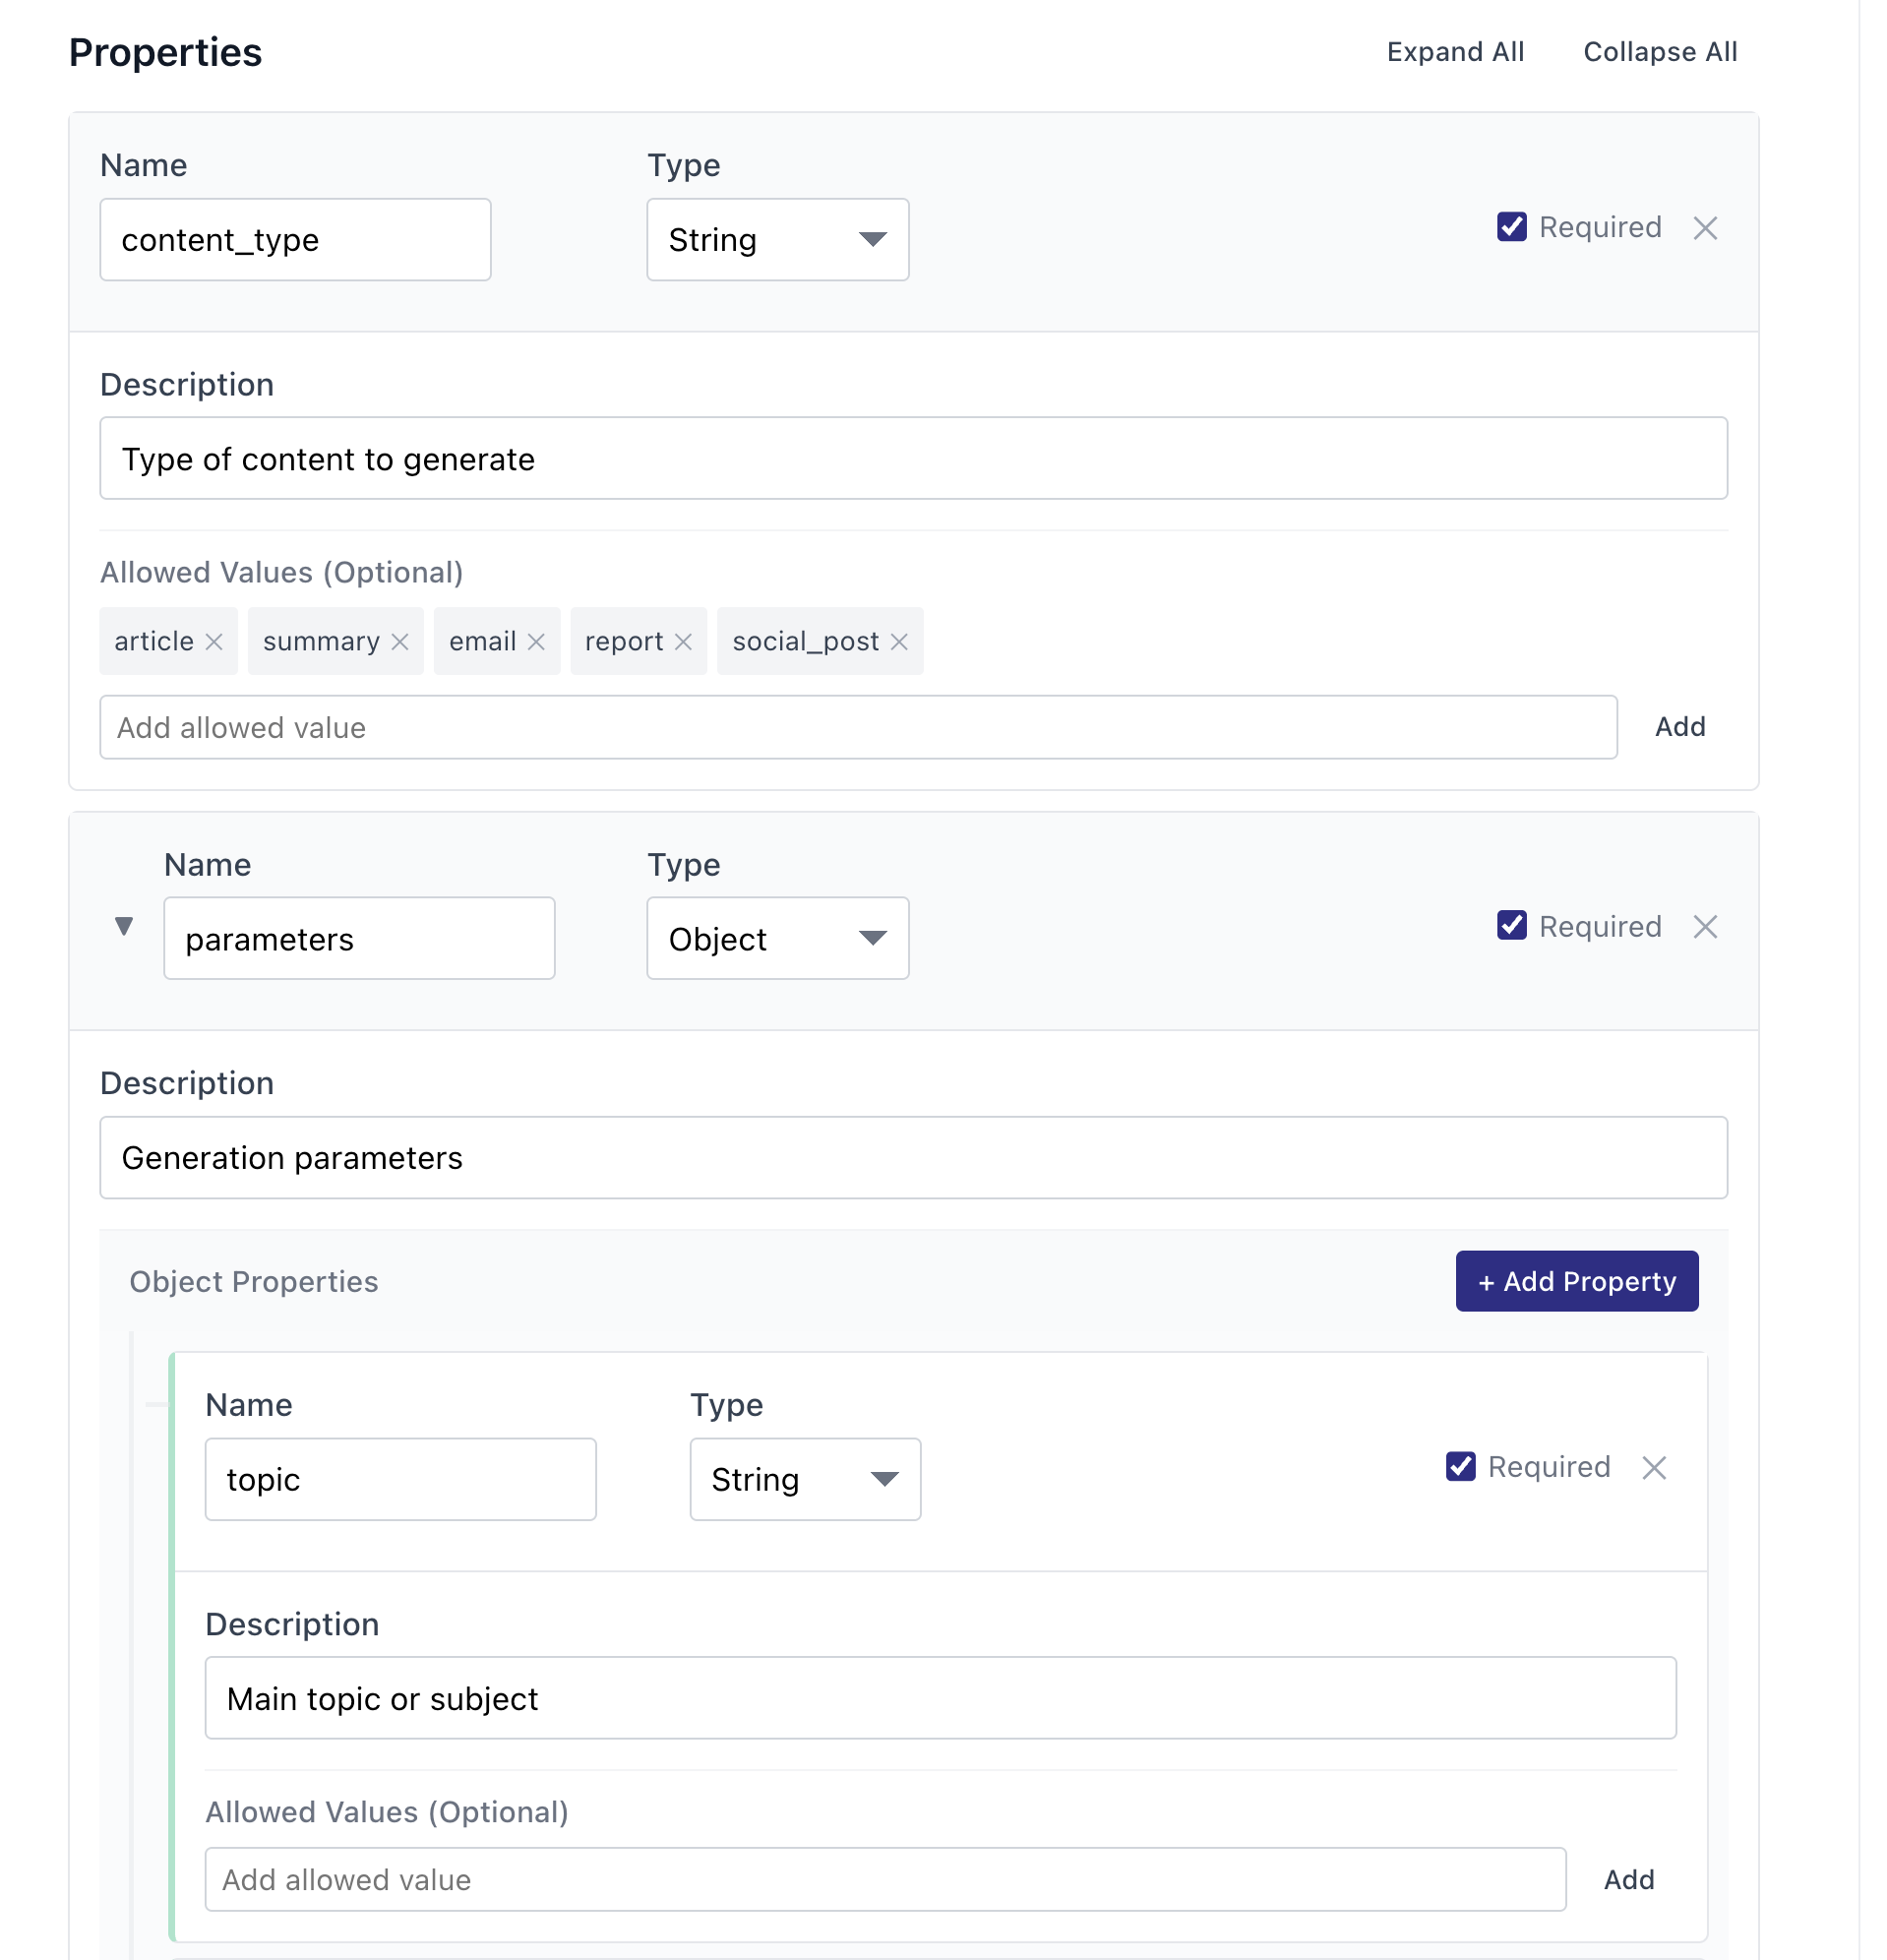 Properties Expand All Collapse All
Name Type
content_type String Required
Description
Type of content to generate
Allowed Values (Optional)
article summary email report social_post
Add allowed value Add
Name Type
parameters Object Required
Description
Generation parameters
Object Properties + Add Property
Name Type
topic String Required
Description
Main topic or subject
Allowed Values (Optional)
Add allowed value Add